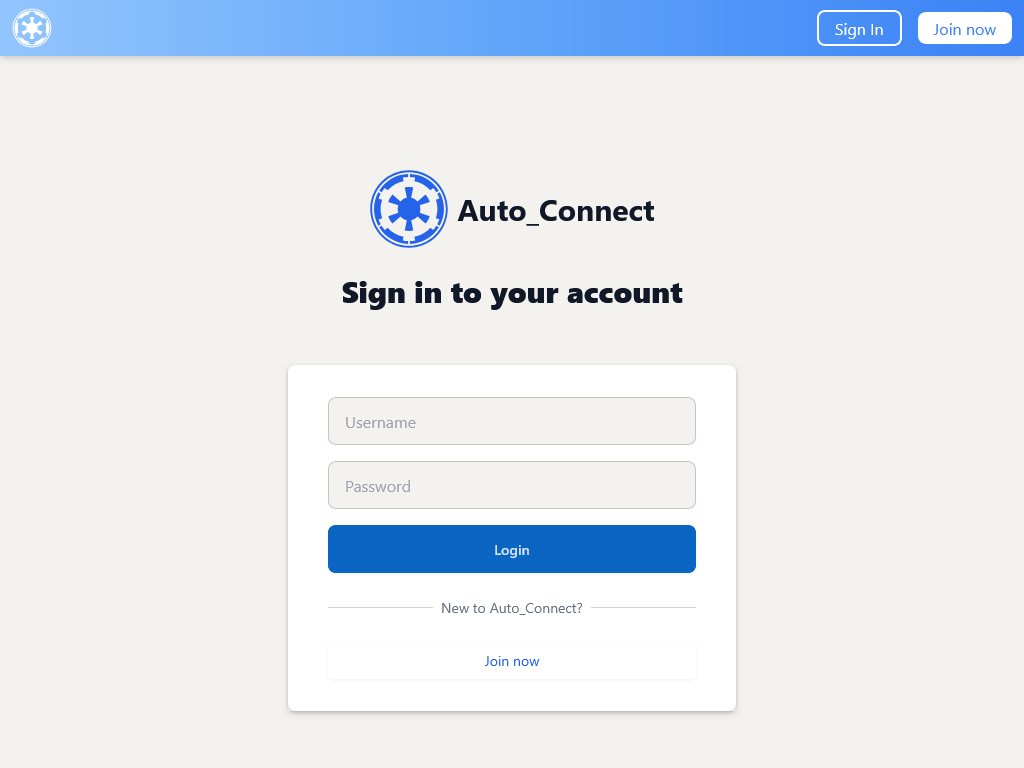 Sign In
Join now
Auto_Connect
Sign in to your account
Username
Password
Login
New to Auto_Connect?
Join now